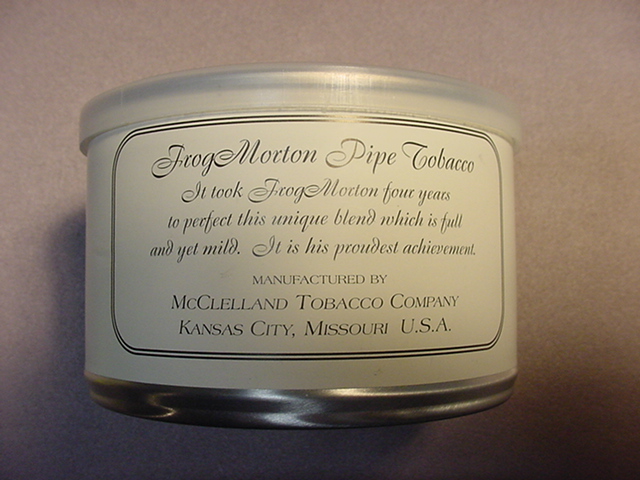 FrogMorton Pipe Tobacco
It took FrogMorton four years
to perfect this unique blend which is full
and yet mild. It is his proudest achievement.
MANUFACTURED BY
MCCLELLAND TOBACCO COMPANY
KANSAS CITY, MISSOURI U.S.A.